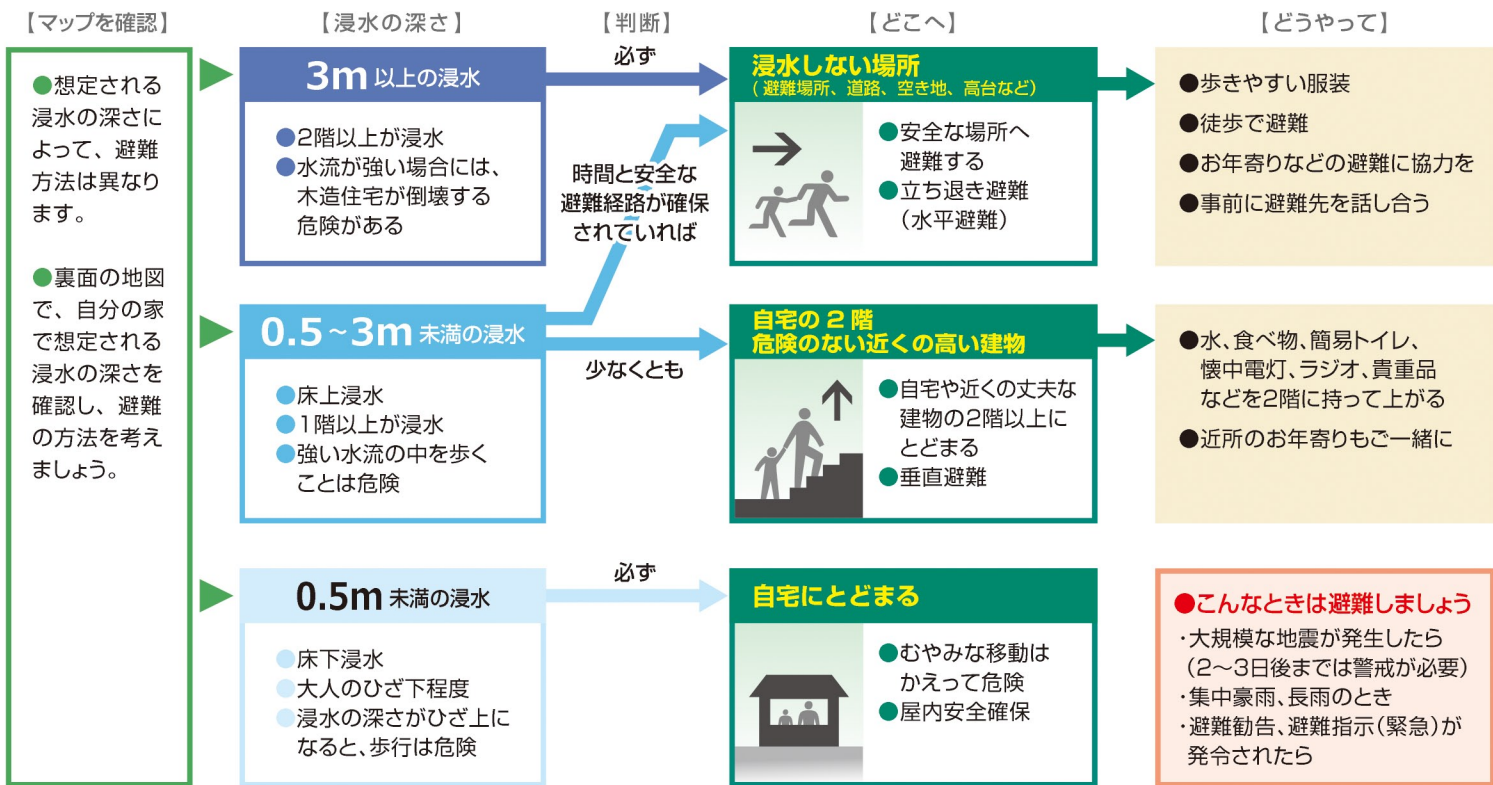 【マップを確認】
【浸水の深さ】
【判断】
【どこへ】
【どうやって】
●想定される
浸水の深さに
よって、避難
方法は異なり
ます。
●裏面の地図
で、自分の家
で想定される
浸水の深さを
確認し、避難
の方法を考え
ましょう。
3m 以上の浸水
●2階以上が浸水
●水流が強い場合には、
木造住宅が倒壊する
危険がある
必ず
浸水しない場所
(避難場所、道路、空き地、高台など)
●安全な場所へ
避難する
●立ち退き避難
(水平避難)
●歩きやすい服装
●徒歩で避難
●お年寄りなどの避難に協力を
●事前に避難先を話し合う
時間と安全な
避難経路が確保
されていれば
0.5~3m 未満の浸水
●床上浸水
●1階以上が浸水
●強い水流の中を歩く
ことは危険
少なくとも
自宅の2階
危険のない近くの高い建物
●自宅や近くの丈夫な
建物の2階以上に
とどまる
●垂直避難
●水、食べ物、簡易トイレ、
懐中電灯、ラジオ、貴重品
などを2階に持って上がる
●近所のお年寄りもご一緒に
0.5m 未満の浸水
●床下浸水
●大人のひざ下程度
●浸水の深さがひざ上に
なると、歩行は危険
必ず
自宅にとどまる
●むやみな移動は
かえって危険
●屋内安全確保
●こんなときは避難しましょう
・大規模な地震が発生したら
(2〜3日後までは警戒が必要)
・集中豪雨、長雨のとき
・避難勧告、避難指示(緊急)が
発令されたら